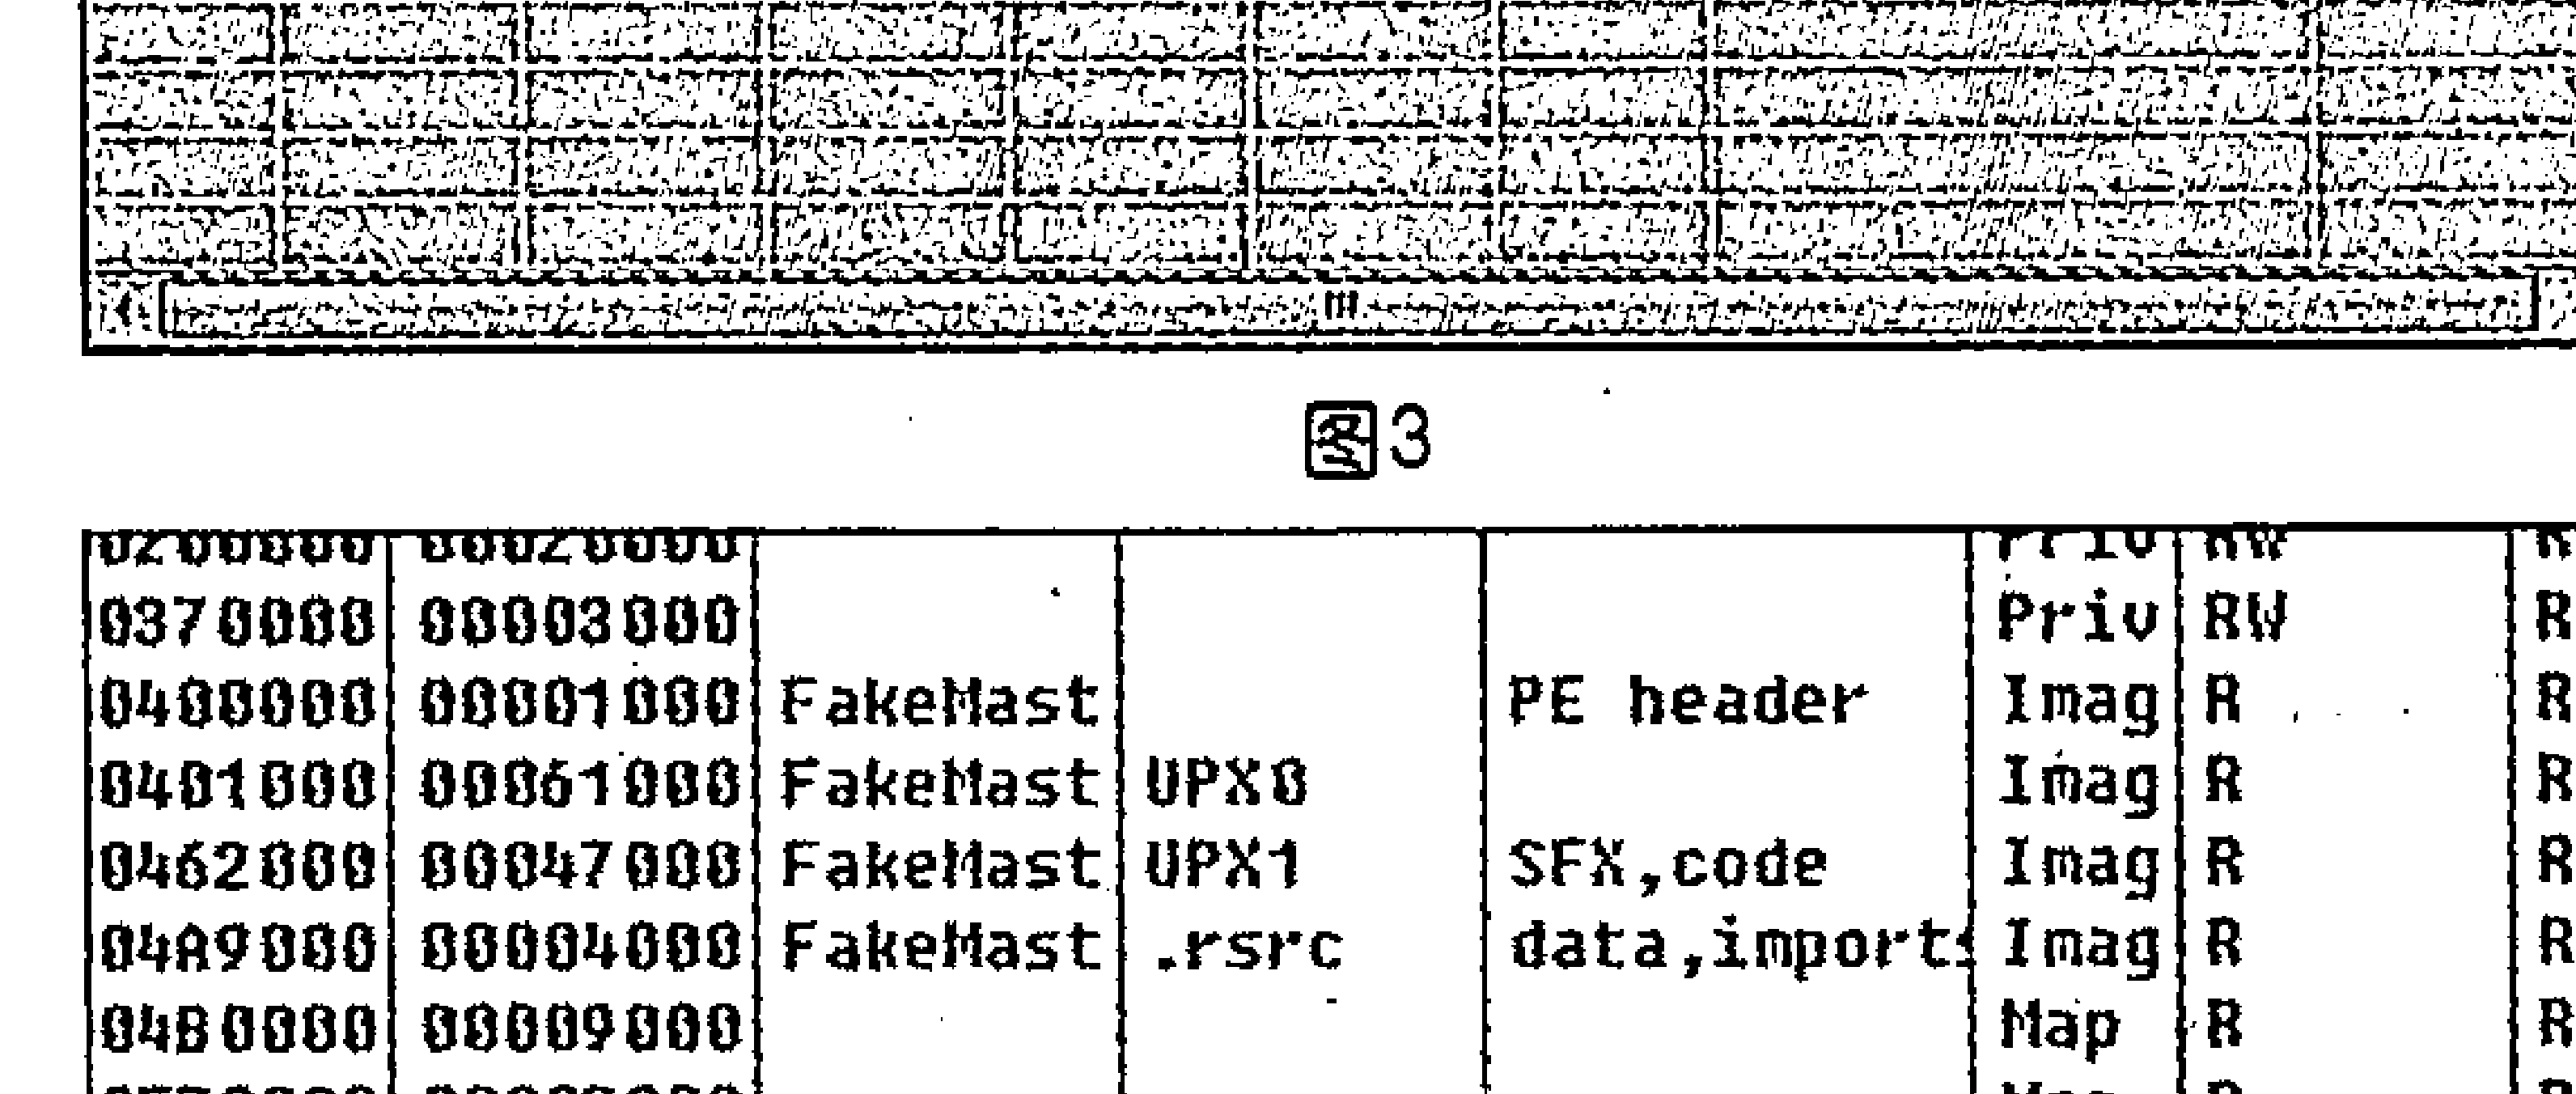 图3
0370000 00003000 Priv RW R
0400000 00001000 FakeMast PE header Imag R R
0401000 00061000 FakeMast UPX0 Imag R R
0462000 00047000 FakeMast UPX1 SFX,code Imag R R
04A9000 00004000 FakeMast .rsrc data,imports Imag R R
04B0000 00009000 Map R R